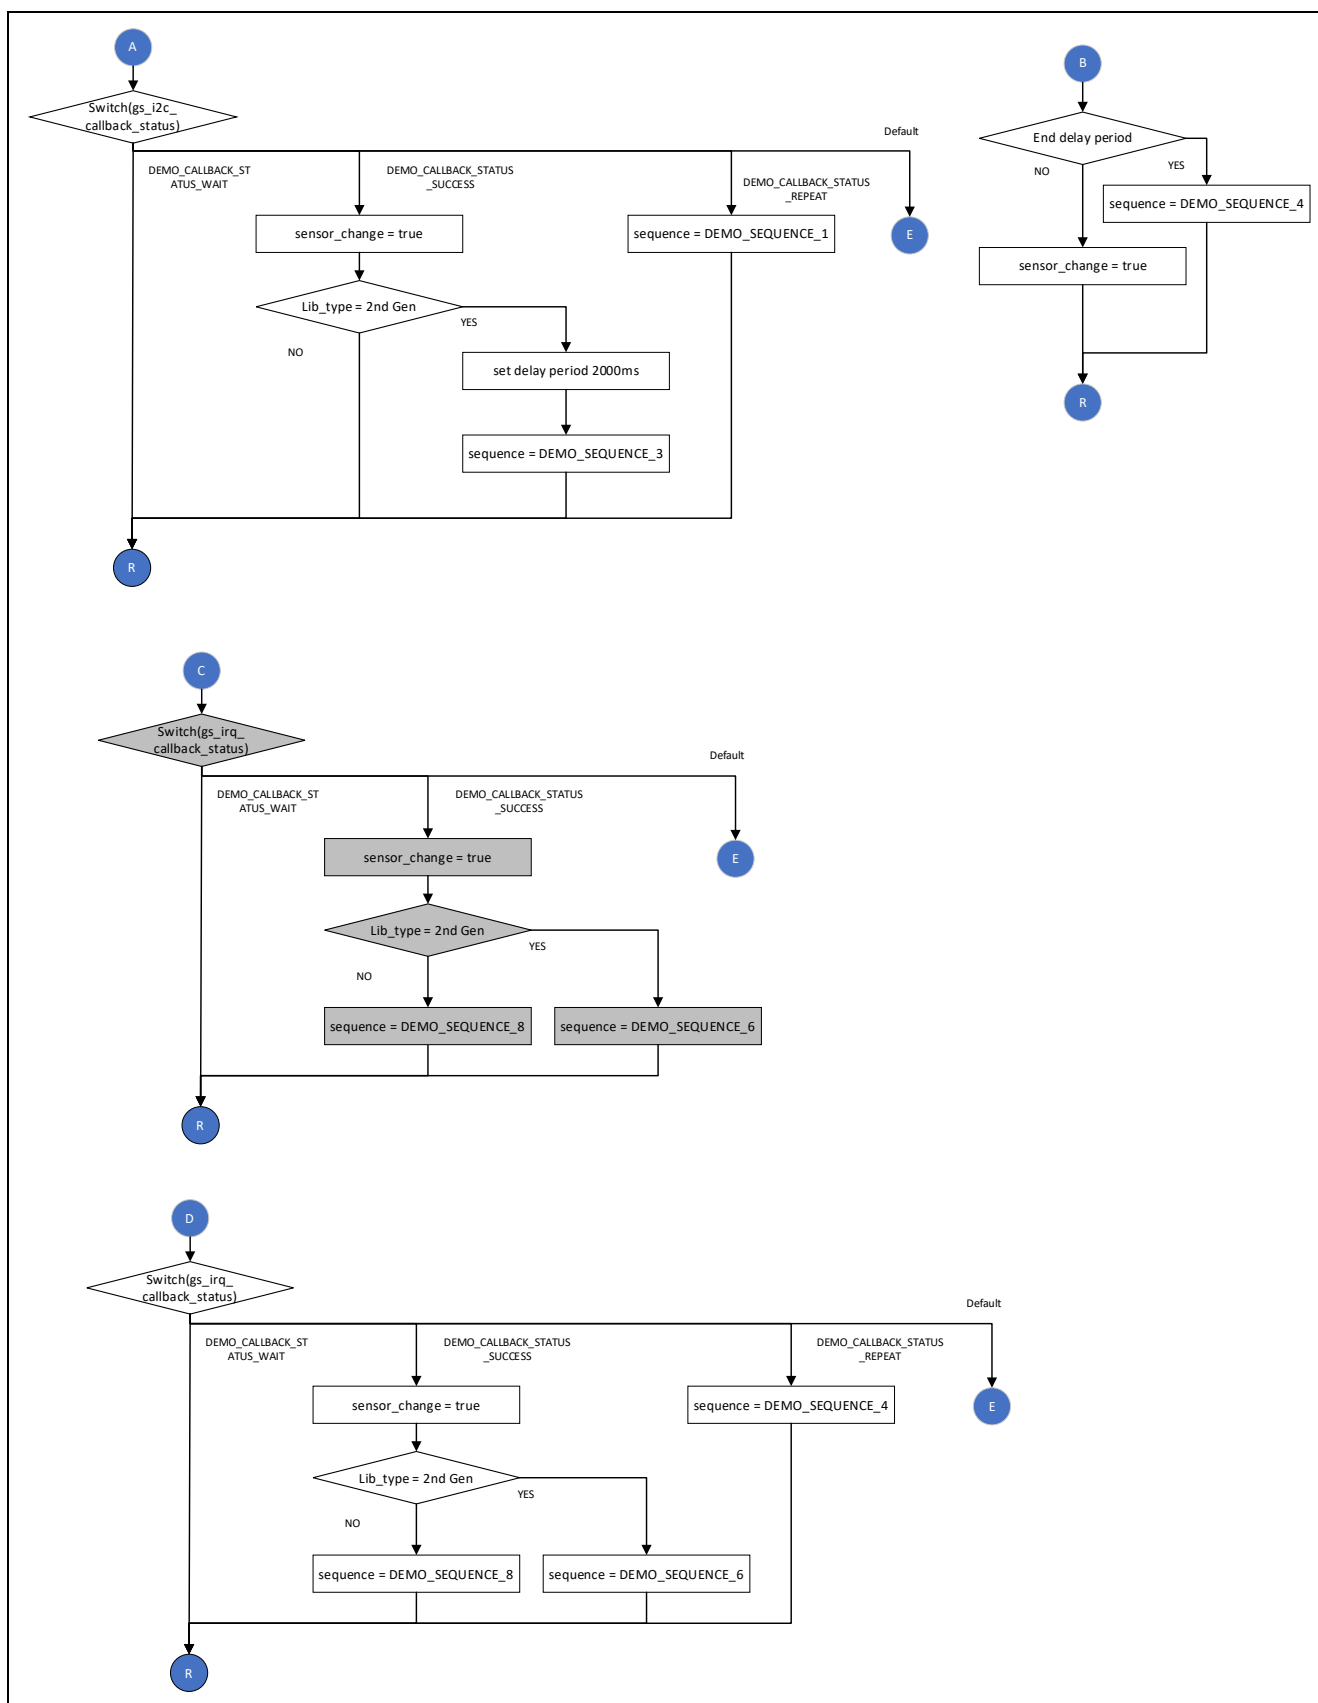 A
Switch(gs_i2c_
callback_status)
Default
DEMO_CALLBACK_ST
ATUS_WAIT
DEMO_CALLBACK_STATUS
_SUCCESS
DEMO_CALLBACK_STATUS
_REPEAT
sensor_change = true
sequence = DEMO_SEQUENCE_1
E
Lib_type = 2nd Gen
YES
NO
set delay period 2000ms
sequence = DEMO_SEQUENCE_3
R
B
End delay period
YES
NO
sequence = DEMO_SEQUENCE_4
sensor_change = true
R
C
Switch(gs_irq_
callback_status)
Default
DEMO_CALLBACK_ST
ATUS_WAIT
DEMO_CALLBACK_STATUS
_SUCCESS
sensor_change = true
E
Lib_type = 2nd Gen
YES
NO
sequence = DEMO_SEQUENCE_8
sequence = DEMO_SEQUENCE_6
R
D
Switch(gs_irq_
callback_status)
Default
DEMO_CALLBACK_ST
ATUS_WAIT
DEMO_CALLBACK_STATUS
_SUCCESS
DEMO_CALLBACK_STATUS
_REPEAT
sensor_change = true
sequence = DEMO_SEQUENCE_4
E
Lib_type = 2nd Gen
YES
NO
sequence = DEMO_SEQUENCE_8
sequence = DEMO_SEQUENCE_6
R